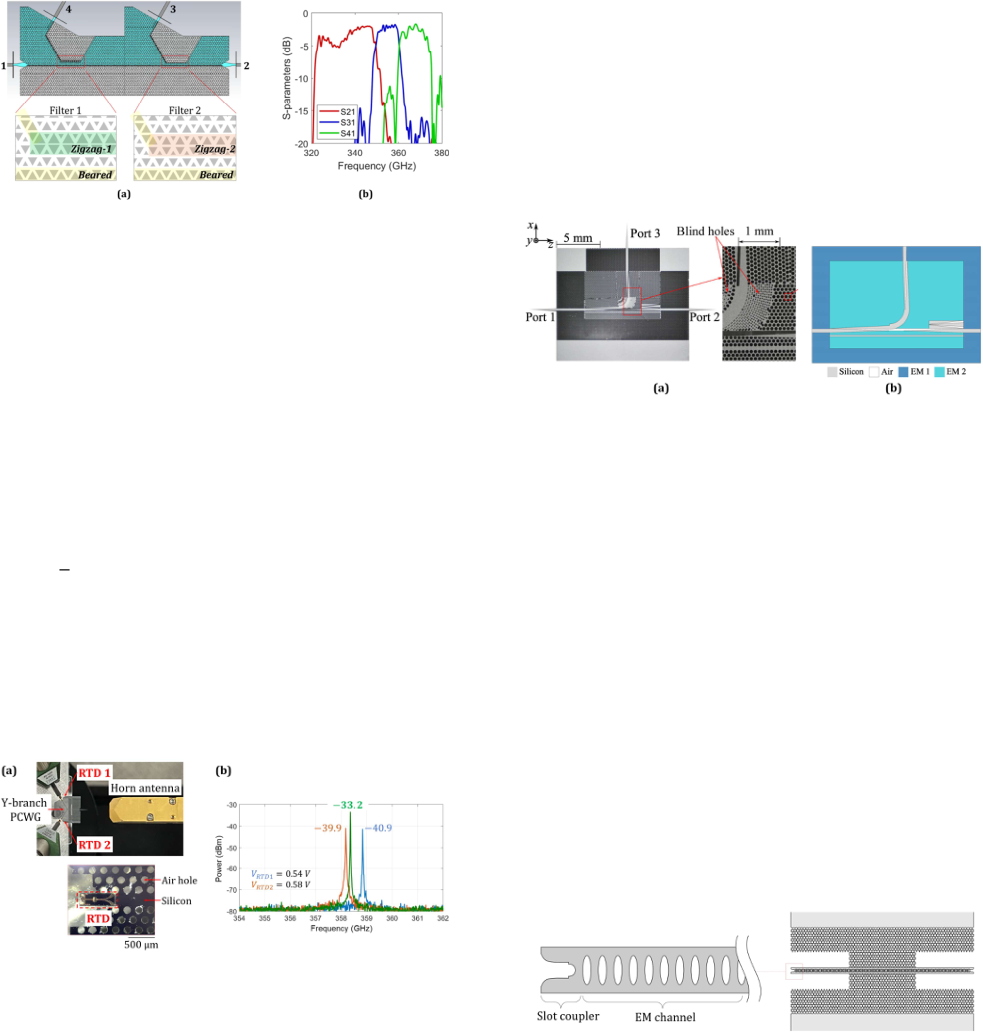 4
3
1
2
Filter 1
Filter 2
Zigzag-1
Beared
Zigzag-2
Beared
(a)
S-parameters (dB)
0
-5
-10
-15
-20
S21
S31
S41
320
340
360
380
Frequency (GHz)
(b)
x
y
z
5 mm
Port 3
Port 1
Port 2
Blind holes
1 mm
(a)
Silicon
Air
EM 1
EM 2
(b)
(a)
RTD 1
Horn antenna
Y-branch
PCWG
RTD 2
Air hole
Silicon
RTD
500 μm
(b)
−33.2
−39.9
−40.9
Power (dBm)
-30
-40
-50
-60
-70
-80
V_RTD1 = 0.54 V
V_RTD2 = 0.58 V
354
355
356
357
358
359
360
361
362
Frequency (GHz)
Slot coupler
EM channel